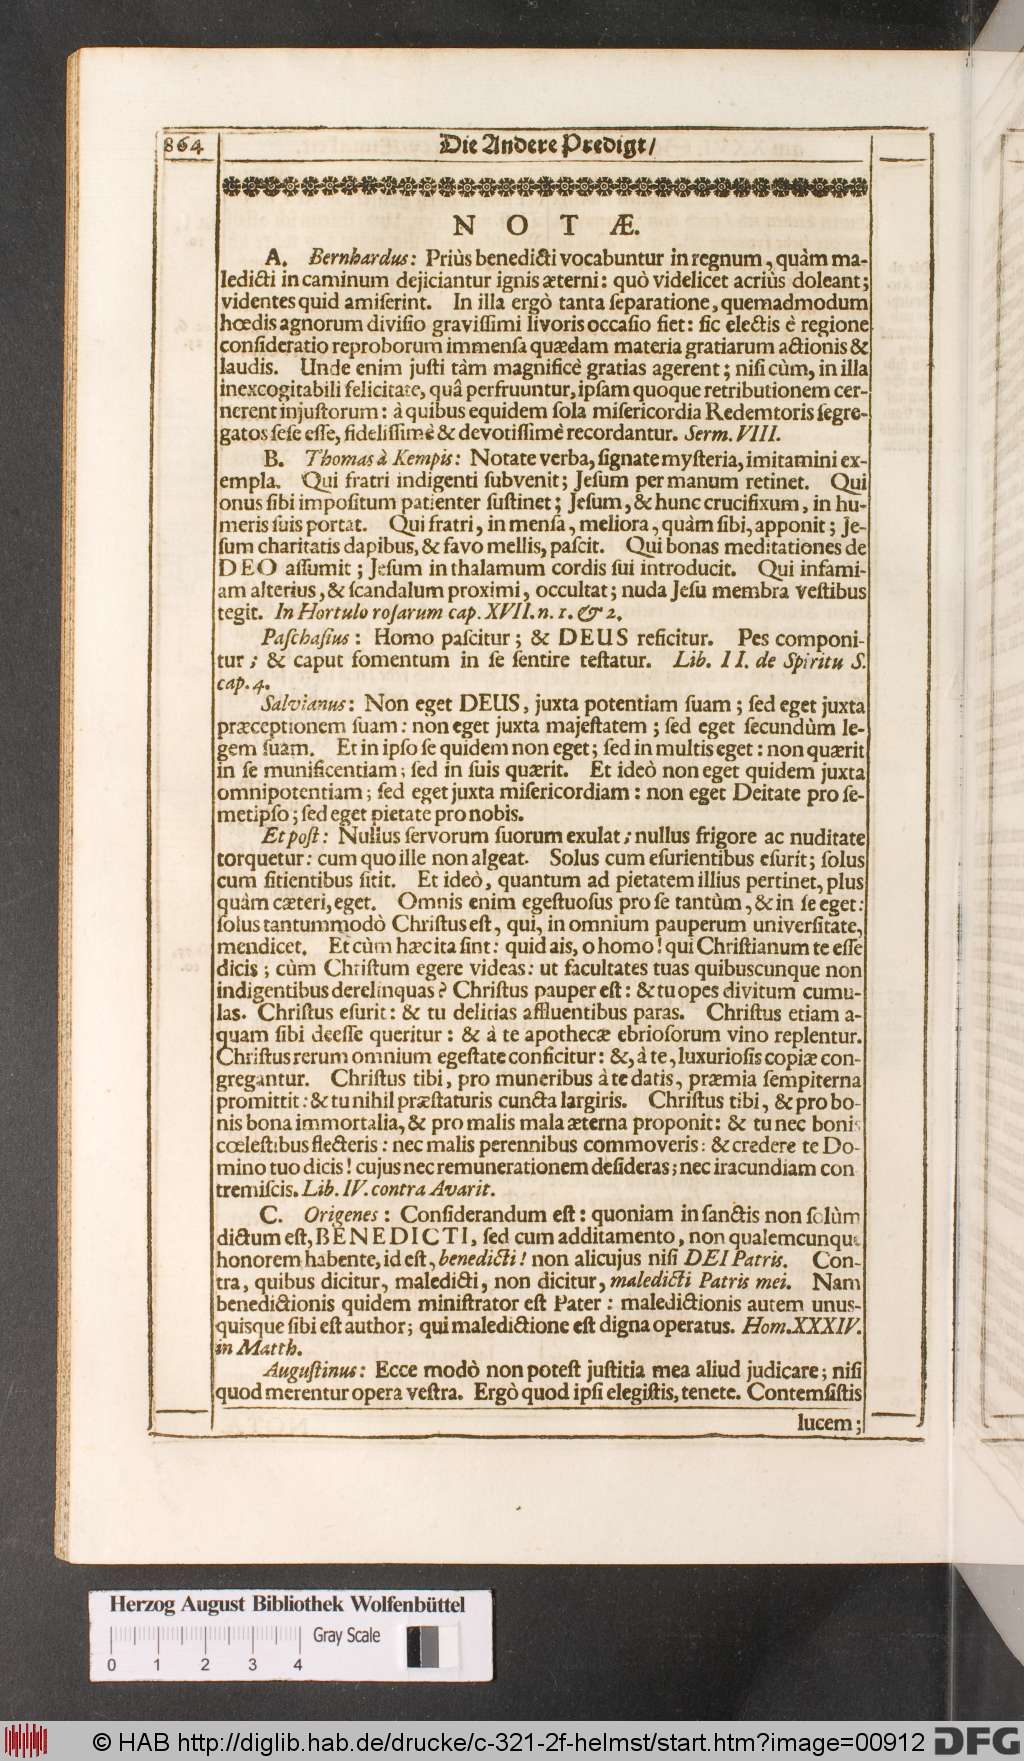 864
Die Andere Predigt/
NOTÆ.
A. Bernhardus: Priùs benedicti vocabuntur in regnum, quàm ma-
ledicti in caminum dejiciantur ignis æterni: quò videlicet acriùs doleant;
videntes quid amiserint. In illa ergò tanta separatione, quemadmodum
hœdis agnorum divisio gravissimi livoris occasio fiet: sic electis è regione
consideratio reproborum immensa quædam materia gratiarum actionis &
laudis. Unde enim justi tàm magnificè gratias agerent; nisi cùm, in illa
inexcogitabili felicitate, quâ perfruuntur, ipsam quoque retributionem cer-
nerent injustorum: à quibus equidem sola misericordia Redemtoris segre-
gatos sese esse, fidelissimè & devotissimè recordantur. Serm. VIII.
B. Thomas à Kempis: Notate verba, signate mysteria, imitamini ex-
empla. Qui fratri indigenti subvenit; Jesum per manum retinet. Qui
onus sibi impositum patienter sustinet; Jesum, & hunc crucifixum, in hu-
meris suis portat. Qui fratri, in mensa, meliora, quàm sibi, apponit; Je-
sum charitatis dapibus, & favo mellis, pascit. Qui bonas meditationes de
DEO assumit; Jesum in thalamum cordis sui introducit. Qui infami-
am alterius, & scandalum proximi, occultat; nuda Jesu membra vestibus
tegit. In Hortulo rosarum cap. XVII. n. 1. & 2.
Paschasius: Homo pascitur; & DEUS reficitur. Pes componi-
tur; & caput fomentum in se sentire testatur. Lib. II. de Spiritu S.
cap. 4.
Salvianus: Non eget DEUS, juxta potentiam suam; sed eget juxta
præceptionem suam: non eget juxta majestatem; sed eget secundùm le-
gem suam. Et in ipso se quidem non eget; sed in multis eget: non quærit
in se munificentiam; sed in suis quærit. Et ideò non eget quidem juxta
omnipotentiam; sed eget juxta misericordiam: non eget Deitate pro se-
metipso; sed eget pietate pro nobis.
Et post: Nullus servorum suorum exulat; nullus frigore ac nuditate
torquetur: cum quo ille non algeat. Solus cum esurientibus esurit; solus
cum sitientibus sitit. Et ideò, quantum ad pietatem illius pertinet, plus
quàm cæteri, eget. Omnis enim egestuosus pro se tantùm, & in se eget:
solus tantummodò Christus est, qui, in omnium pauperum universitate,
mendicet. Et cùm hæc ita sint: quid ais, o homo! qui Christianum te esse
dicis; cùm Christum egere videas: ut facultates tuas quibuscunque non
indigentibus derelinquas? Christus pauper est: & tu opes divitum cumu-
las. Christus esurit: & tu delitias affluentibus paras. Christus etiam a-
quam sibi deesse queritur: & à te apothecæ ebriosorum vino replentur.
Christus rerum omnium egestate conficitur: &, à te, luxuriosis copiæ con-
gregantur. Christus tibi, pro muneribus à te datis, præmia sempiterna
promittit: & tu nihil præstaturis cuncta largiris. Christus tibi, & pro bo-
nis bona immortalia, & pro malis mala æterna proponit: & tu nec bonis
cœlestibus flecteris: nec malis perennibus commoveris: & credere te Do-
mino tuo dicis! cujus nec remunerationem desideras; nec iracundiam con
tremiscis. Lib. IV. contra Avarit.
C. Origenes: Considerandum est: quoniam in sanctis non solùm
dictum est, BENEDICTI, sed cum additamento, non qualemcunque
honorem habente, id est, benedicti! non alicujus nisi DEI Patris. Con-
tra, quibus dicitur, maledicti, non dicitur, maledicti Patris mei. Nam
benedictionis quidem ministrator est Pater: maledictionis autem unus-
quisque sibi est author; qui maledictione est digna operatus. Hom. XXXIV.
in Matth.
Augustinus: Ecce modò non potest justitia mea aliud judicare; nisi
quod merentur opera vestra. Ergò quod ipsi elegistis, tenete. Contemsistis
lucem;
Herzog August Bibliothek Wolfenbüttel
Gray Scale
0 1 2 3 4
© HAB http://diglib.hab.de/drucke/c-321-2f-helmst/start.htm?image=00912 DFG